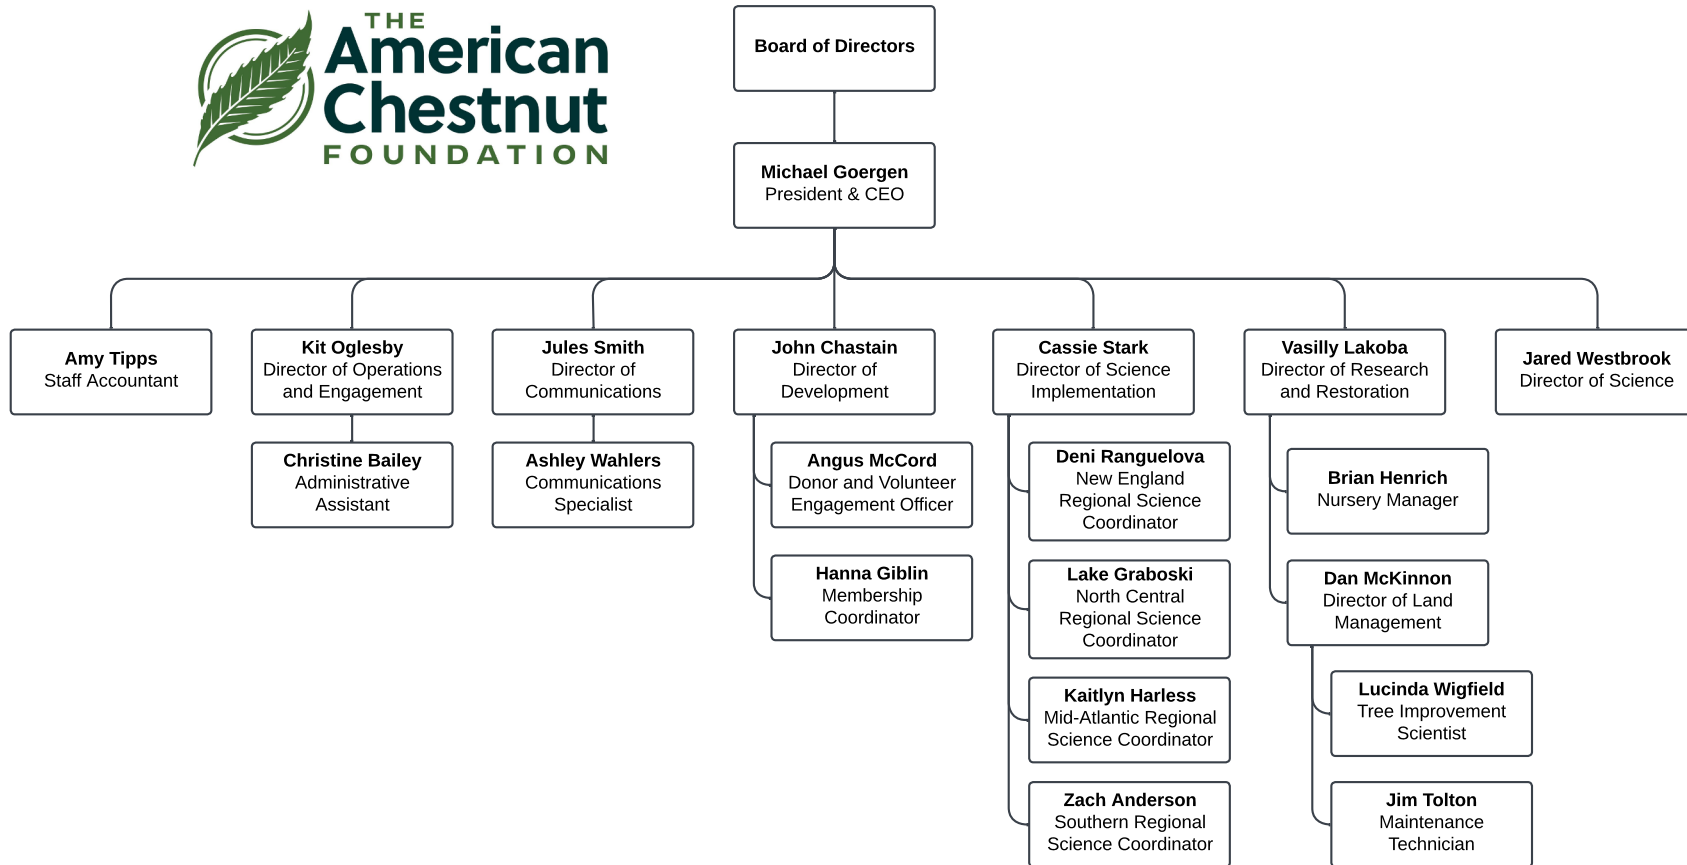 THE
American
Chestnut
FOUNDATION
Board of Directors
Michael Goergen
President & CEO
Amy Tipps
Staff Accountant
Kit Oglesby
Director of Operations
and Engagement
Christine Bailey
Administrative
Assistant
Jules Smith
Director of
Communications
Ashley Wahlers
Communications
Specialist
John Chastain
Director of
Development
Angus McCord
Donor and Volunteer
Engagement Officer
Hanna Giblin
Membership
Coordinator
Cassie Stark
Director of Science
Implementation
Deni Ranguelova
New England
Regional Science
Coordinator
Lake Graboski
North Central
Regional Science
Coordinator
Kaitlyn Harless
Mid-Atlantic Regional
Science Coordinator
Zach Anderson
Southern Regional
Science Coordinator
Vasilly Lakoba
Director of Research
and Restoration
Brian Henrich
Nursery Manager
Dan McKinnon
Director of Land
Management
Lucinda Wigfield
Tree Improvement
Scientist
Jim Tolton
Maintenance
Technician
Jared Westbrook
Director of Science